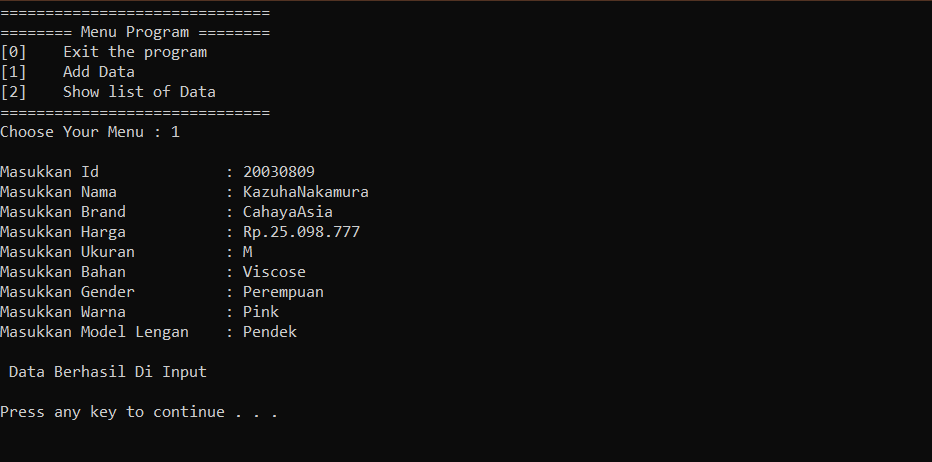 ==============================
======== Menu Program ========
[0]    Exit the program
[1]    Add Data
[2]    Show list of Data
==============================
Choose Your Menu : 1
Masukkan Id              : 20030809
Masukkan Nama            : KazuhaNakamura
Masukkan Brand           : CahayaAsia
Masukkan Harga           : Rp.25.098.777
Masukkan Ukuran          : M
Masukkan Bahan           : Viscose
Masukkan Gender          : Perempuan
Masukkan Warna           : Pink
Masukkan Model Lengan    : Pendek
 Data Berhasil Di Input
Press any key to continue . . .